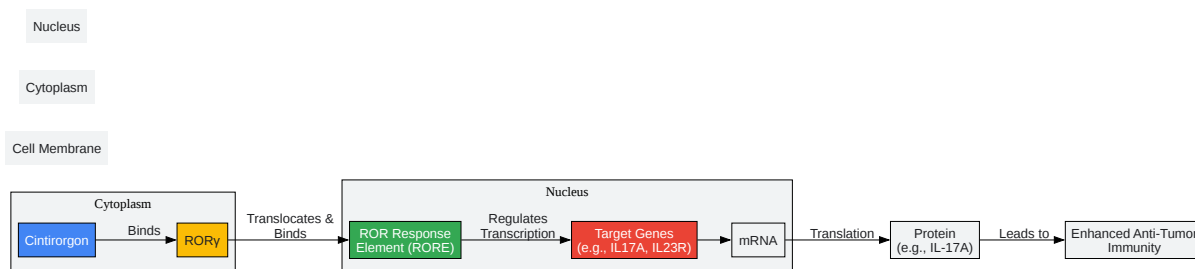 Nucleus
Cytoplasm
Cell Membrane
Cytoplasm
Cintirorgon
Binds
RORγ
Translocates &
Binds
Nucleus
ROR Response
Element (RORE)
Regulates
Transcription
Target Genes
(e.g., IL17A, IL23R)
mRNA
Translation
Protein
(e.g., IL-17A)
Leads to
Enhanced Anti-Tumor
Immunity